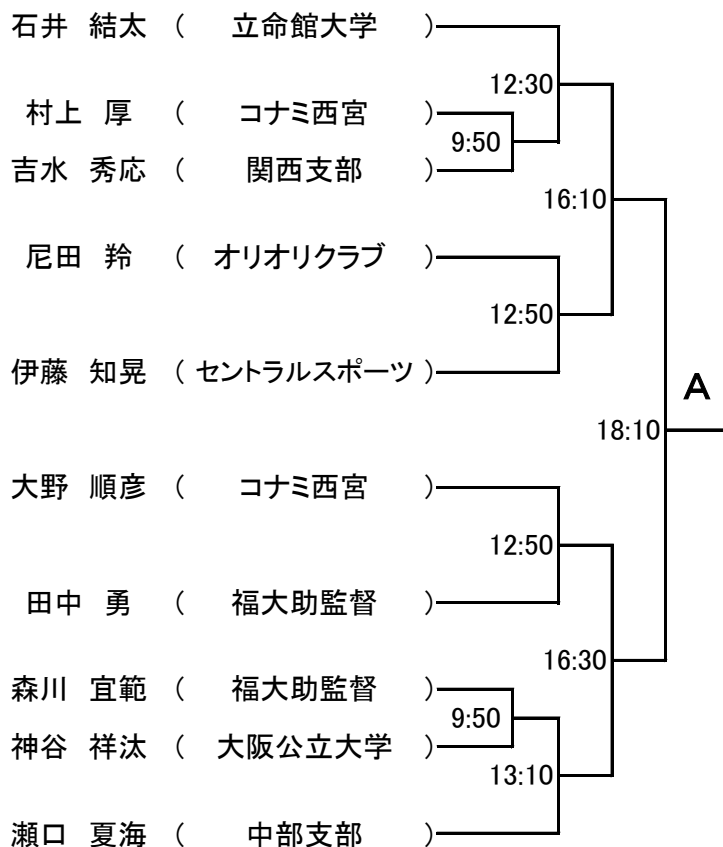 石井 結太 ( 立命館大学 )
12:30
村上 厚 ( コナミ西宮 )
9:50
吉水 秀応 ( 関西支部 )
16:10
尼田 羚 ( オリオリクラブ )
12:50
伊藤 知晃 ( セントラルスポーツ )
A
18:10
大野 順彦 ( コナミ西宮 )
12:50
田中 勇 ( 福大助監督 )
16:30
森川 宜範 ( 福大助監督 )
9:50
神谷 祥汰 ( 大阪公立大学 )
13:10
瀬口 夏海 ( 中部支部 )